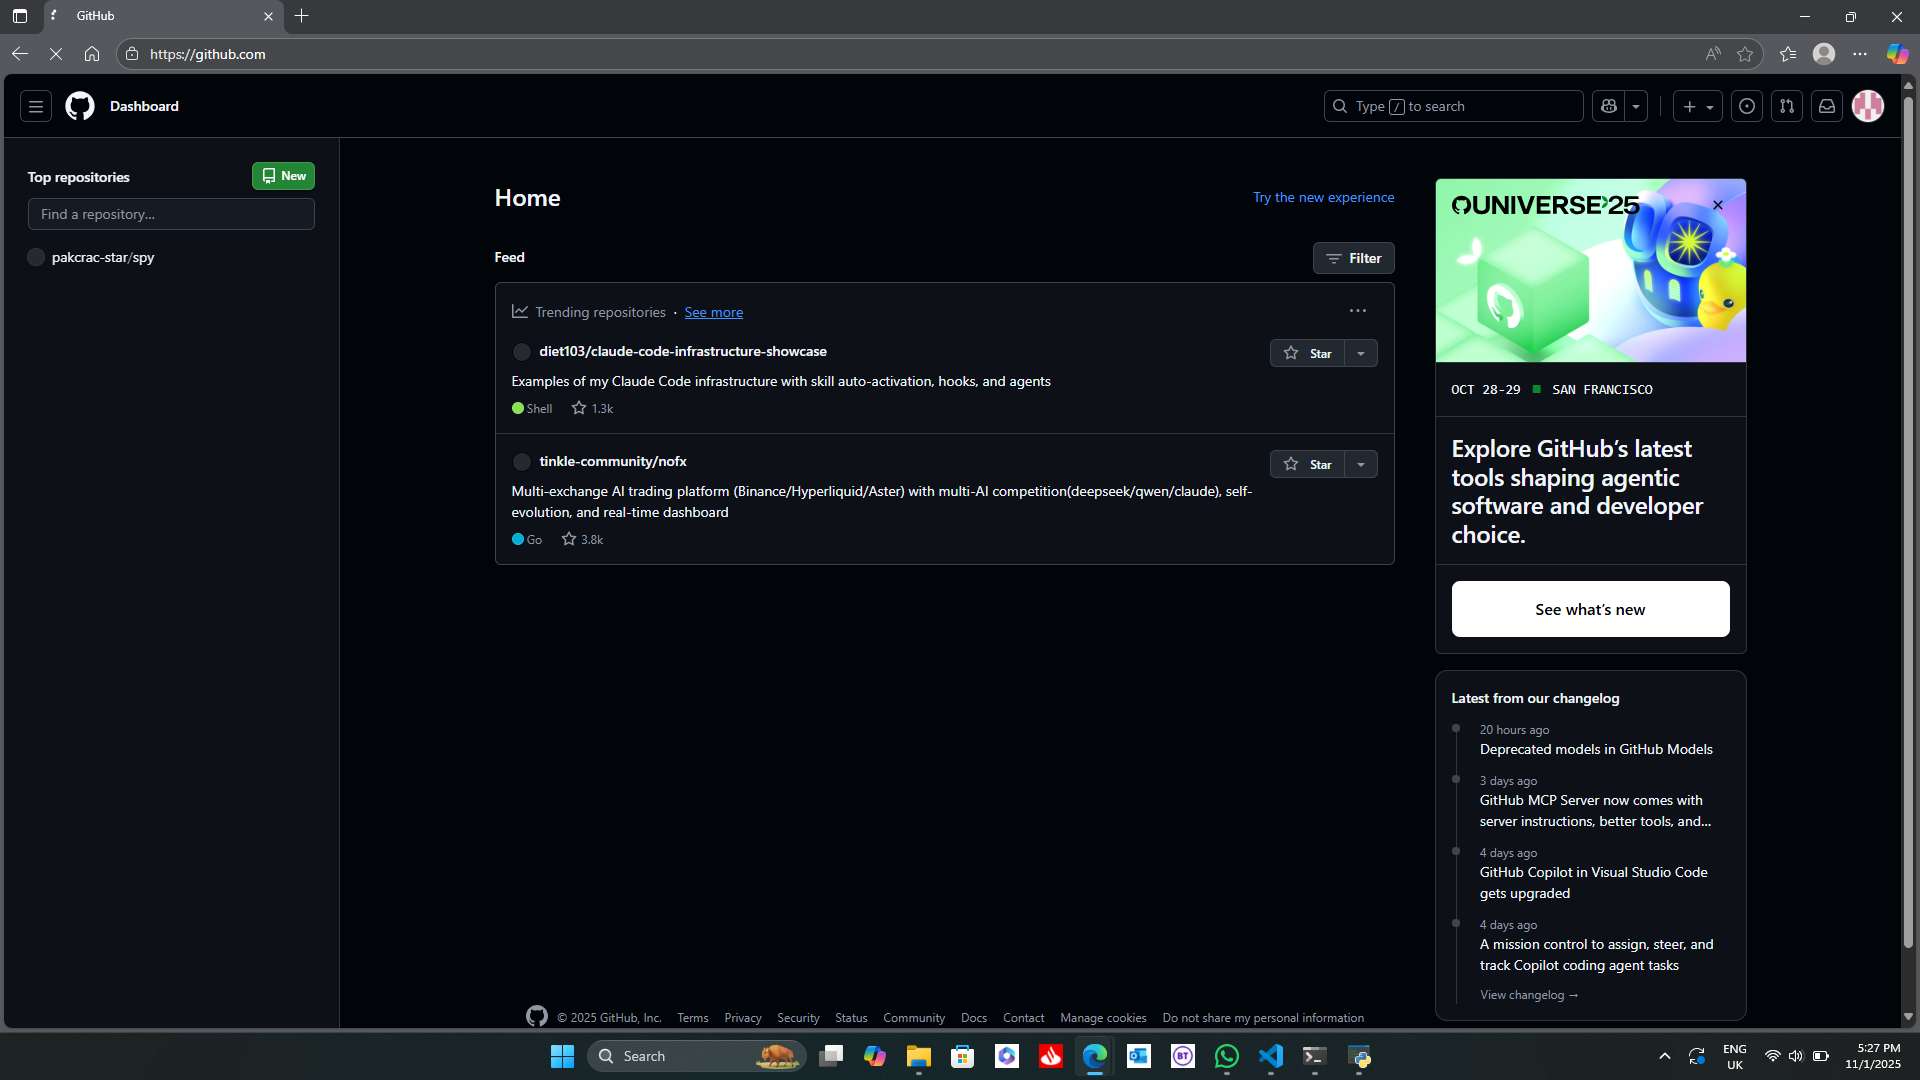 GitHub
https://github.com
Dashboard
Type / to search
Top repositories
New
Find a repository...
pakcrac-star/spy
Home
Try the new experience
Feed
Filter
Trending repositories · See more
diet103/claude-code-infrastructure-showcase
Star
Examples of my Claude Code infrastructure with skill auto-activation, hooks, and agents
Shell 1.3k
tinkle-community/nofx
Star
Multi-exchange AI trading platform (Binance/Hyperliquid/Aster) with multi-AI competition(deepseek/qwen/claude), self-
evolution, and real-time dashboard
Go 3.8k
UNIVERSE'25
OCT 28-29 SAN FRANCISCO
Explore GitHub's latest
tools shaping agentic
software and developer
choice.
See what's new
Latest from our changelog
20 hours ago
Deprecated models in GitHub Models
3 days ago
GitHub MCP Server now comes with
server instructions, better tools, and...
4 days ago
GitHub Copilot in Visual Studio Code
gets upgraded
4 days ago
A mission control to assign, steer, and
track Copilot coding agent tasks
View changelog →
© 2025 GitHub, Inc. Terms Privacy Security Status Community Docs Contact Manage cookies Do not share my personal information
Search
BT
ENG
UK
5:27 PM
11/1/2025